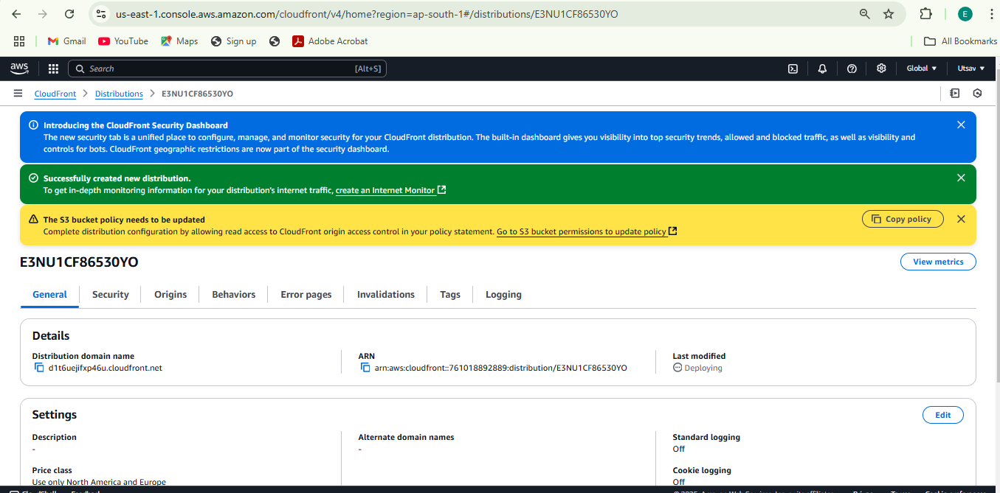 us-east-1.console.aws.amazon.com/cloudfront/v4/home?region=ap-south-1#/distributions/E3NU1CF86530YO
E
Gmail YouTube Maps Sign up Adobe Acrobat All Bookmarks
aws Search [Alt+S] Global Utsav
CloudFront Distributions E3NU1CF86530YO
Introducing the CloudFront Security Dashboard
The new security tab is a unified place to configure, manage, and monitor security for your CloudFront distribution. The built-in dashboard gives you visibility into top security trends, allowed and blocked traffic, as well as visibility and
controls for bots. CloudFront geographic restrictions are now part of the security dashboard.
Successfully created new distribution.
To get in-depth monitoring information for your distribution's internet traffic, create an Internet Monitor
The S3 bucket policy needs to be updated Copy policy
Complete distribution configuration by allowing read access to CloudFront origin access control in your policy statement. Go to S3 bucket permissions to update policy
E3NU1CF86530YO View metrics
General Security Origins Behaviors Error pages Invalidations Tags Logging
Details
Distribution domain name ARN Last modified
d1t6uejifxp46u.cloudfront.net arn:aws:cloudfront::761018892889:distribution/E3NU1CF86530YO Deploying
Settings Edit
Description Alternate domain names Standard logging
- - Off
Price class Cookie logging
Use only North America and Europe Off